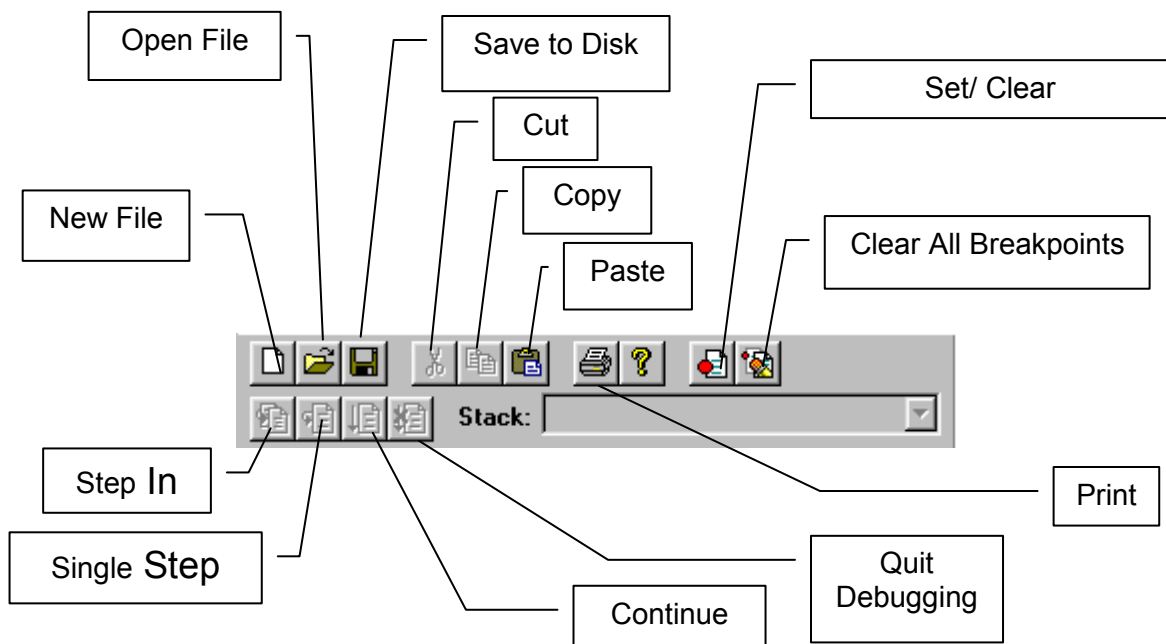 Open File
Save to Disk
Set/ Clear
Cut
Copy
New File
Clear All Breakpoints
Paste
Stack:
Step In
Print
Single Step
Quit
Debugging
Continue